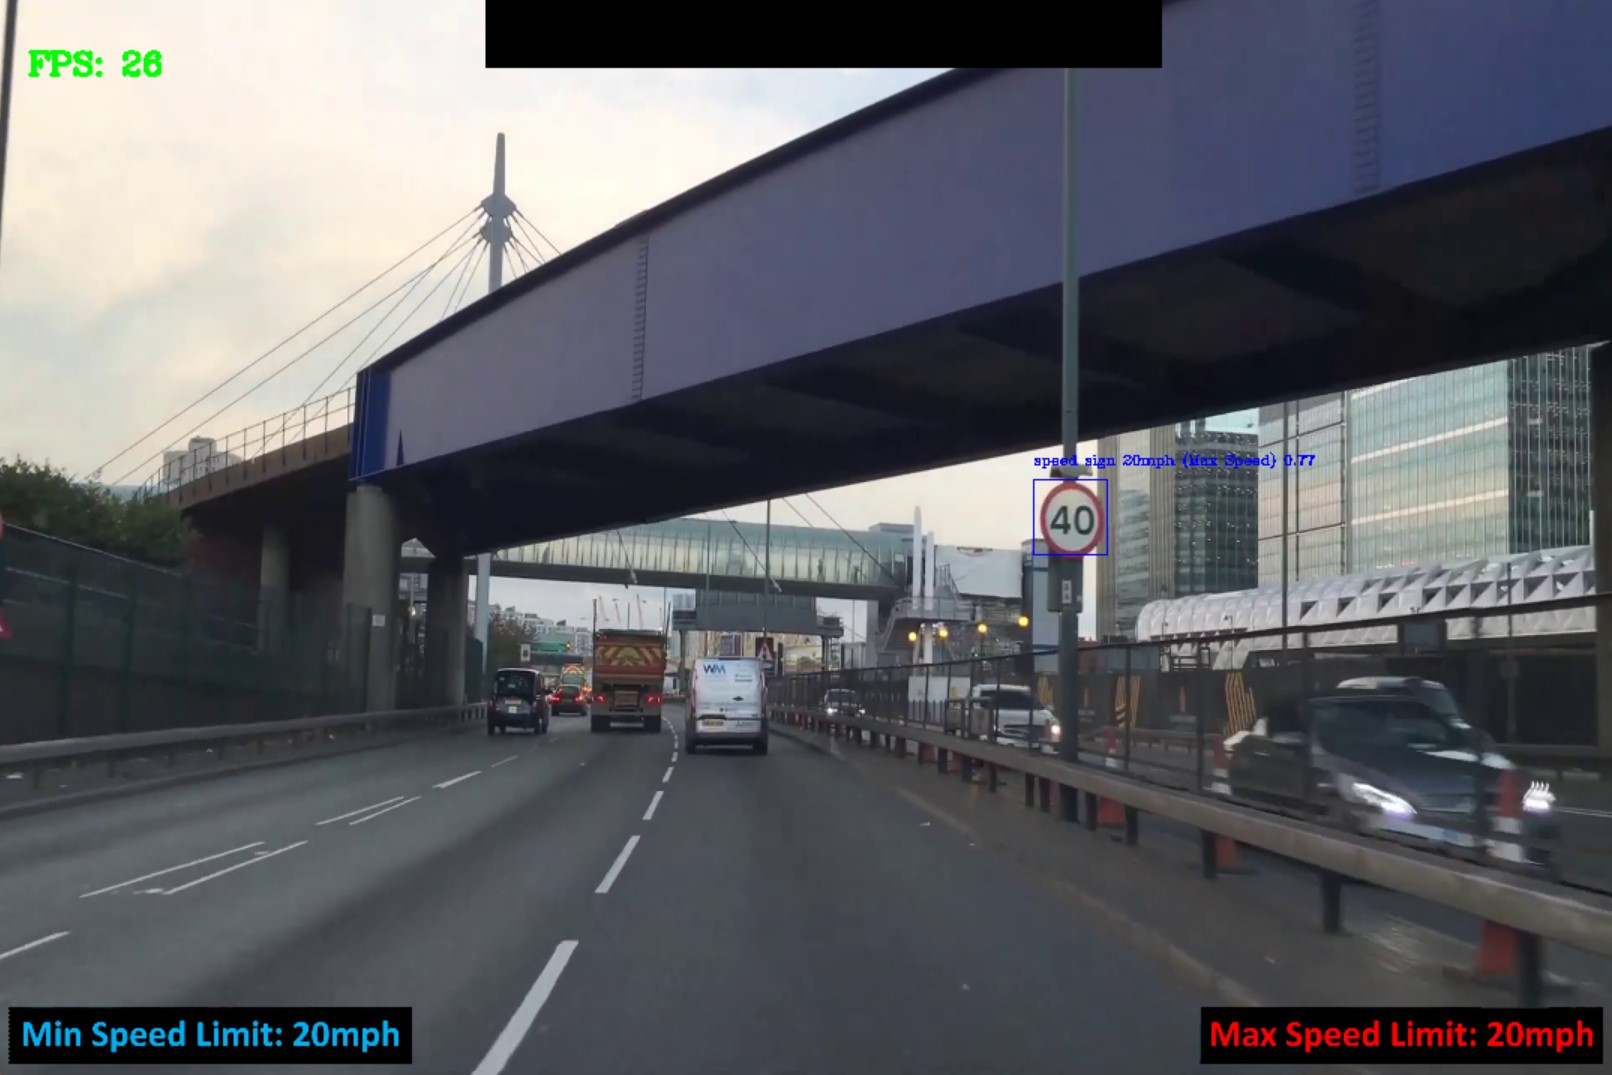 FPS: 26
speed sign 20mph (Max Speed) 0.77
40
WM
Min Speed Limit: 20mph
Max Speed Limit: 20mph